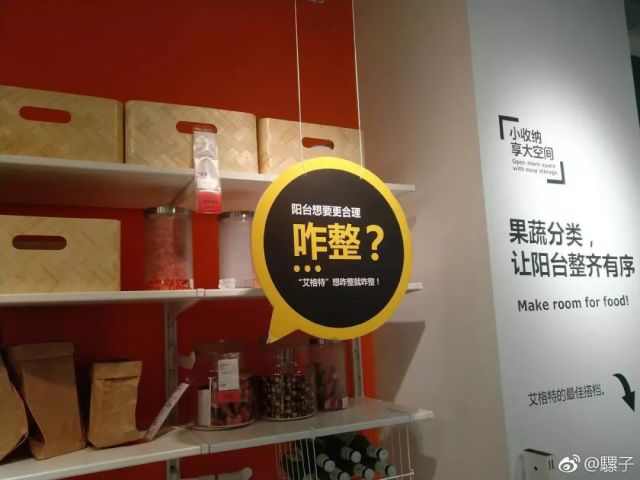 阳台想要更合理
咋整？
“艾格特”想咋整就咋整！
小收纳
享大空间
Open more space
with easy storage
果蔬分类，
让阳台整齐有序
Make room for food!
艾格特的最佳搭档。
@骡子